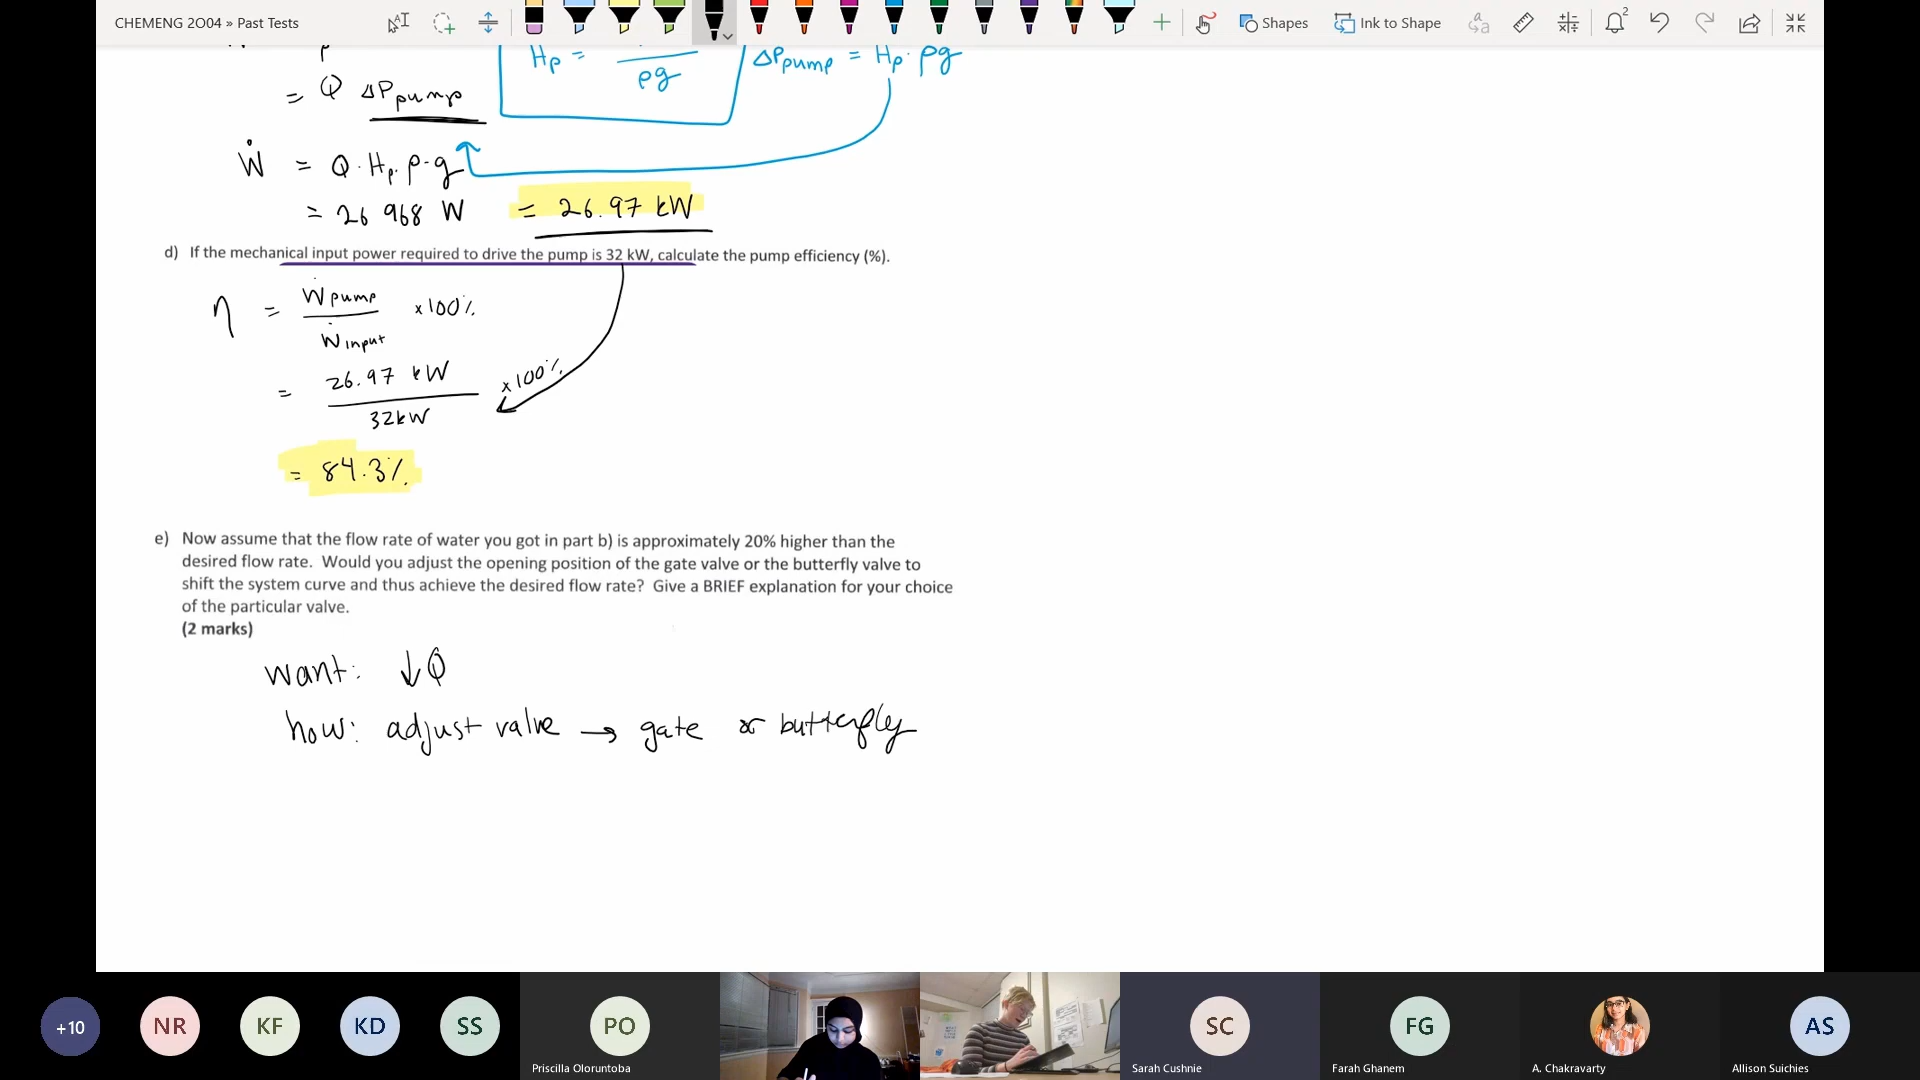 CHEMENG 2O04 » Past Tests
Shapes
Ink to Shape
2
Hp =
ρg
ΔPpump = Hp · ρg
= Q ΔPpump
Ẇ = Q · Hp · ρ · g
= 26 968 W = 26.97 kW
d) If the mechanical input power required to drive the pump is 32 kW, calculate the pump efficiency (%).
η = Ẇpump / Ẇinput × 100%
= 26.97 kW / 32kW × 100%
= 84.3%
e) Now assume that the flow rate of water you got in part b) is approximately 20% higher than the
desired flow rate. Would you adjust the opening position of the gate valve or the butterfly valve to
shift the system curve and thus achieve the desired flow rate? Give a BRIEF explanation for your choice
of the particular valve.
(2 marks)
want: ↓Q
how: adjust valve → gate or butterfly
+10
NR
KF
KD
SS
PO
Priscilla Oloruntoba
SC
Sarah Cushnie
FG
Farah Ghanem
A. Chakravarty
AS
Allison Suichies